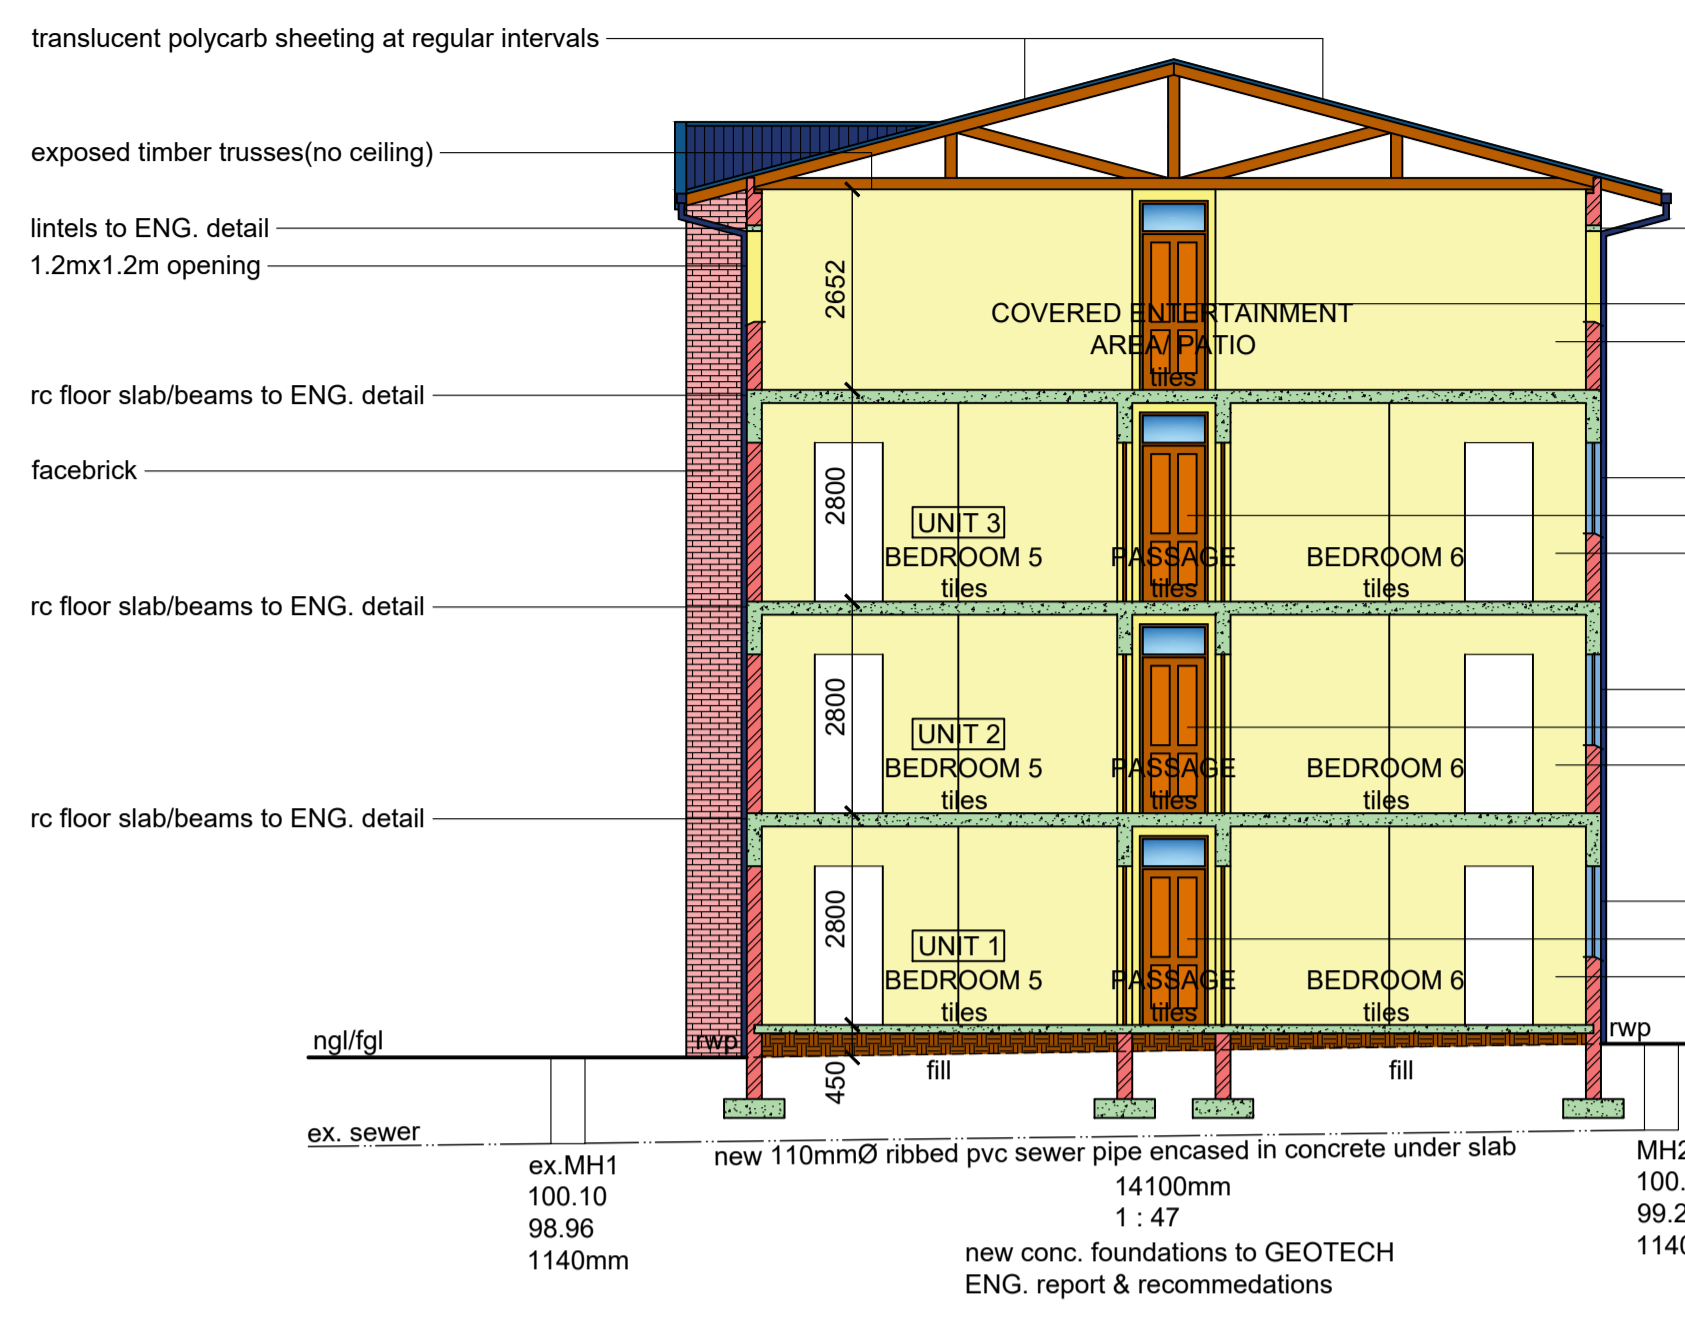 translucent polycarb sheeting at regular intervals
exposed timber trusses(no ceiling)
lintels to ENG. detail
1.2mx1.2m opening
2652
COVERED ENTERTAINMENT
AREA/ PATIO
tiles
rc floor slab/beams to ENG. detail
facebrick
2800
UNIT 3
BEDROOM 5
tiles
PASSAGE
tiles
BEDROOM 6
tiles
rc floor slab/beams to ENG. detail
2800
UNIT 2
BEDROOM 5
tiles
PASSAGE
tiles
BEDROOM 6
tiles
rc floor slab/beams to ENG. detail
2800
UNIT 1
BEDROOM 5
tiles
PASSAGE
tiles
BEDROOM 6
tiles
ngl/fgl
rwp
rwp
450
fill
fill
ex. sewer
new 110mmØ ribbed pvc sewer pipe encased in concrete under slab
14100mm
1 : 47
ex.MH1
100.10
98.96
1140mm
MH2
100.
99.2
1140
new conc. foundations to GEOTECH
ENG. report & recommedations